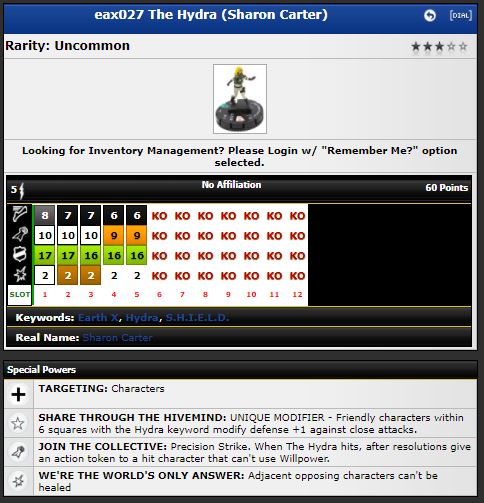 eax027 The Hydra (Sharon Carter)
[DIAL]
Rarity: Uncommon
Looking for Inventory Management? Please Login w/ "Remember Me?" option
selected.
5 No Affiliation 60 Points
8 7 7 6 6 KO KO KO KO KO KO KO
10 10 10 9 9 KO KO KO KO KO KO KO
17 17 16 16 16 KO KO KO KO KO KO KO
2 2 2 2 2 KO KO KO KO KO KO KO
SLOT 1 2 3 4 5 6 7 8 9 10 11 12
Keywords: Earth X, Hydra, S.H.I.E.L.D.
Real Name: Sharon Carter
Special Powers
TARGETING: Characters
SHARE THROUGH THE HIVEMIND: UNIQUE MODIFIER - Friendly characters within
6 squares with the Hydra keyword modify defense +1 against close attacks.
JOIN THE COLLECTIVE: Precision Strike. When The Hydra hits, after resolutions give
an action token to a hit character that can't use Willpower.
WE'RE THE WORLD'S ONLY ANSWER: Adjacent opposing characters can't be
healed